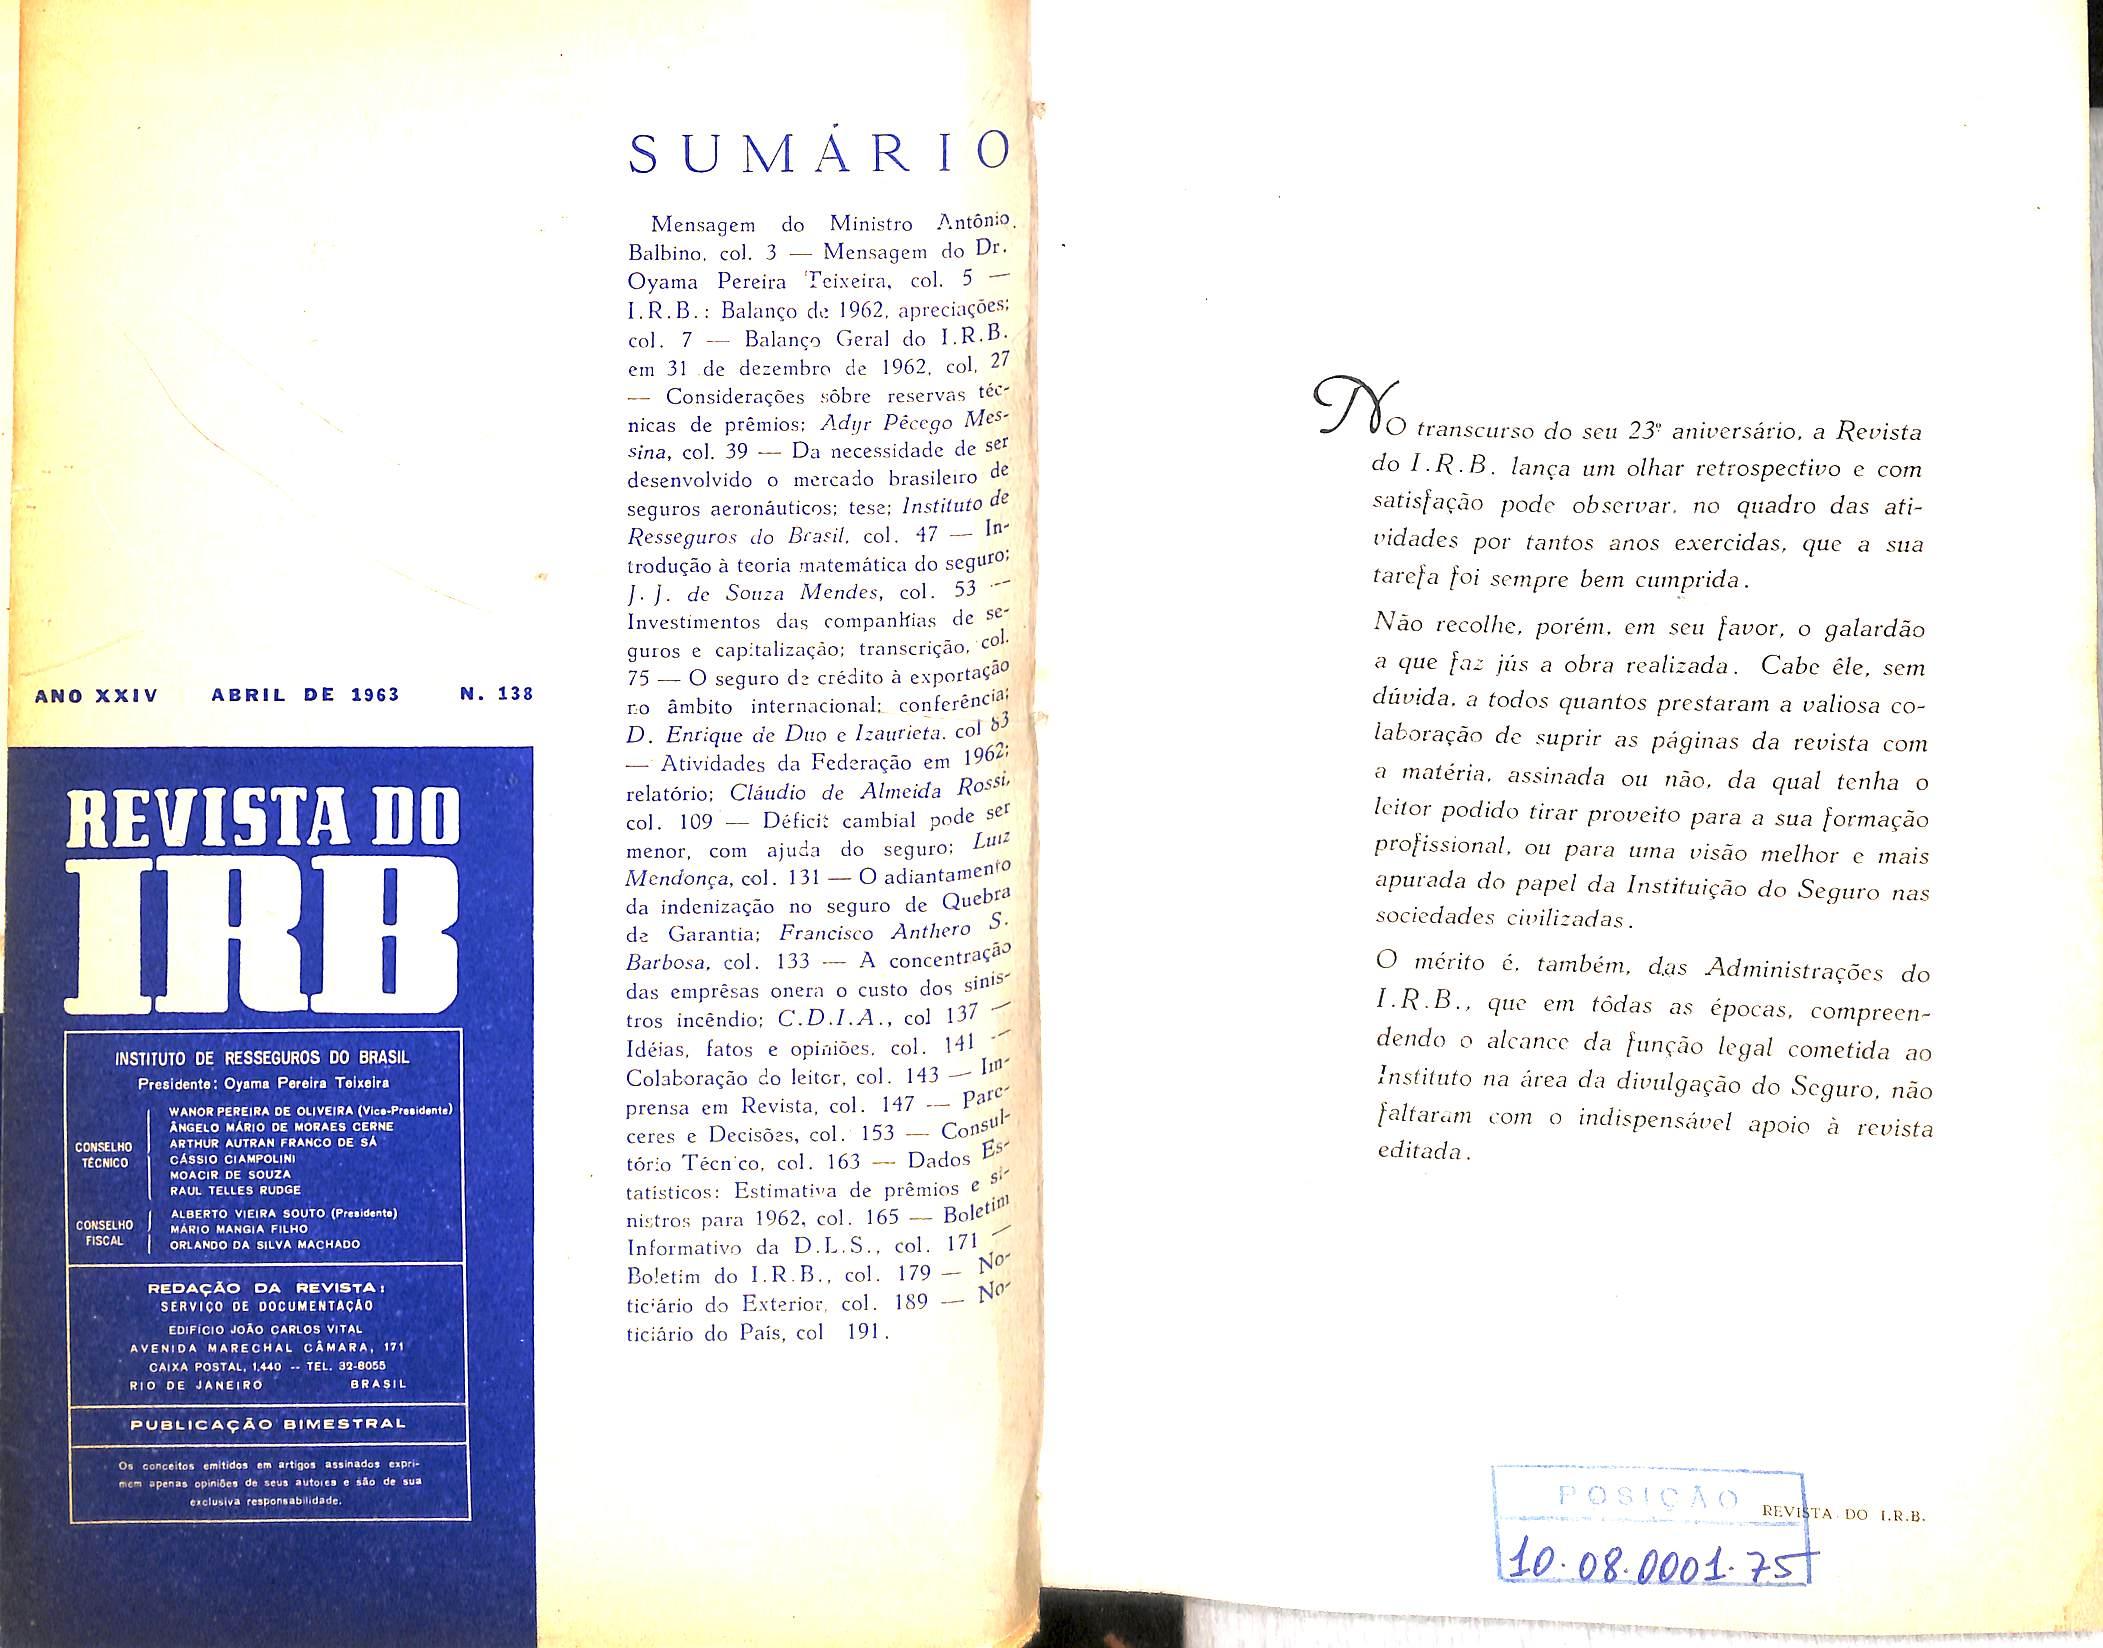 ANO XXIV ABRIL DE 1963 N. 138
REVISTA DO
IRB
INSTITUTO DE RESSEGUROS DO BRASIL
Presidente: Oyama Pereira Teixeira
CONSELHO TÉCNICO
WANOR PEREIRA DE OLIVEIRA (Vice-Presidente)
ÂNGELO MÁRIO DE MORAES CERNE
ARTHUR AUTRAN FRANCO DE SÁ
CÁSSIO CIAMPOLINI
MOACIR DE SOUZA
RAUL TELLES RUDGE
CONSELHO FISCAL
ALBERTO VIEIRA SOUTO (Presidente)
MÁRIO MANGIA FILHO
ORLANDO DA SILVA MACHADO
REDAÇÃO DA REVISTA:
SERVIÇO DE DOCUMENTAÇÃO
EDIFÍCIO JOÃO CARLOS VITAL
AVENIDA MARECHAL CÂMARA, 171
CAIXA POSTAL, 1.440 -- TEL. 32-8055
RIO DE JANEIRO BRASIL
PUBLICAÇÃO BIMESTRAL
Os conceitos emitidos em artigos assinados expri-
mem apenas opiniões de seus autores e são de sua
exclusiva responsabilidade.
SUMÁRIO
Mensagem do Ministro Antônio
Balbino, col. 3 — Mensagem do Dr.
Oyama Pereira Teixeira, col. 5 —
I.R.B.: Balanço de 1962, apreciações;
col. 7 — Balanço Geral do I.R.B.
em 31 de dezembro de 1962, col. 27
— Considerações sôbre reservas téc-
nicas de prêmios; Adyr Pêcego Mes-
sina, col. 39 — Da necessidade de ser
desenvolvido o mercado brasileiro de
seguros aeronáuticos; tese; Instituto de
Resseguros do Brasil, col. 47 — In-
trodução à teoria matemática do seguro;
J. J. de Souza Mendes, col. 53 —
Investimentos das companhias de se-
guros e capitalização; transcrição, col.
75 — O seguro de crédito à exportação
no âmbito internacional; conferência;
D. Enrique de Duo e Izaurieta, col 83
— Atividades da Federação em 1962;
relatório; Cláudio de Almeida Rossi,
col. 109 — Déficit cambial pode ser
menor, com ajuda do seguro; Luiz
Mendonça, col. 131 — O adiantamento
da indenização no seguro de Quebra
de Garantia; Francisco Anthero S.
Barbosa, col. 133 — A concentração
das emprêsas onera o custo dos sinis-
tros incêndio; C.D.I.A., col 137 —
Idéias, fatos e opiniões, col. 141 —
Colaboração do leitor, col. 143 — Im-
prensa em Revista, col. 147 — Pare-
ceres e Decisões, col. 153 — Consul-
tório Técnico, col. 163 — Dados Es-
tatísticos: Estimativa de prêmios e si-
nistros para 1962, col. 165 — Boletim
Informativo da D.L.S., col. 171 —
Boletim do I.R.B., col. 179 — No-
ticiário do Exterior, col. 189 — No-
ticiário do País, col 191.
No transcurso do seu 23º aniversário, a Revista
do I.R.B. lança um olhar retrospectivo e com
satisfação pode observar, no quadro das ati-
vidades por tantos anos exercidas, que a sua
tarefa foi sempre bem cumprida.
Não recolhe, porém, em seu favor, o galardão
a que faz jús a obra realizada. Cabe êle, sem
dúvida, a todos quantos prestaram a valiosa co-
laboração de suprir as páginas da revista com
a matéria, assinada ou não, da qual tenha o
leitor podido tirar proveito para a sua formação
profissional, ou para uma visão melhor e mais
apurada do papel da Instituição do Seguro nas
sociedades civilizadas.
O mérito é, também, das Administrações do
I.R.B., que em tôdas as épocas, compreen-
dendo o alcance da função legal cometida ao
Instituto na área da divulgação do Seguro, não
faltaram com o indispensável apoio à revista
editada.
POSIÇÃO
REVISTA DO I.R.B.
10.08.0001.75